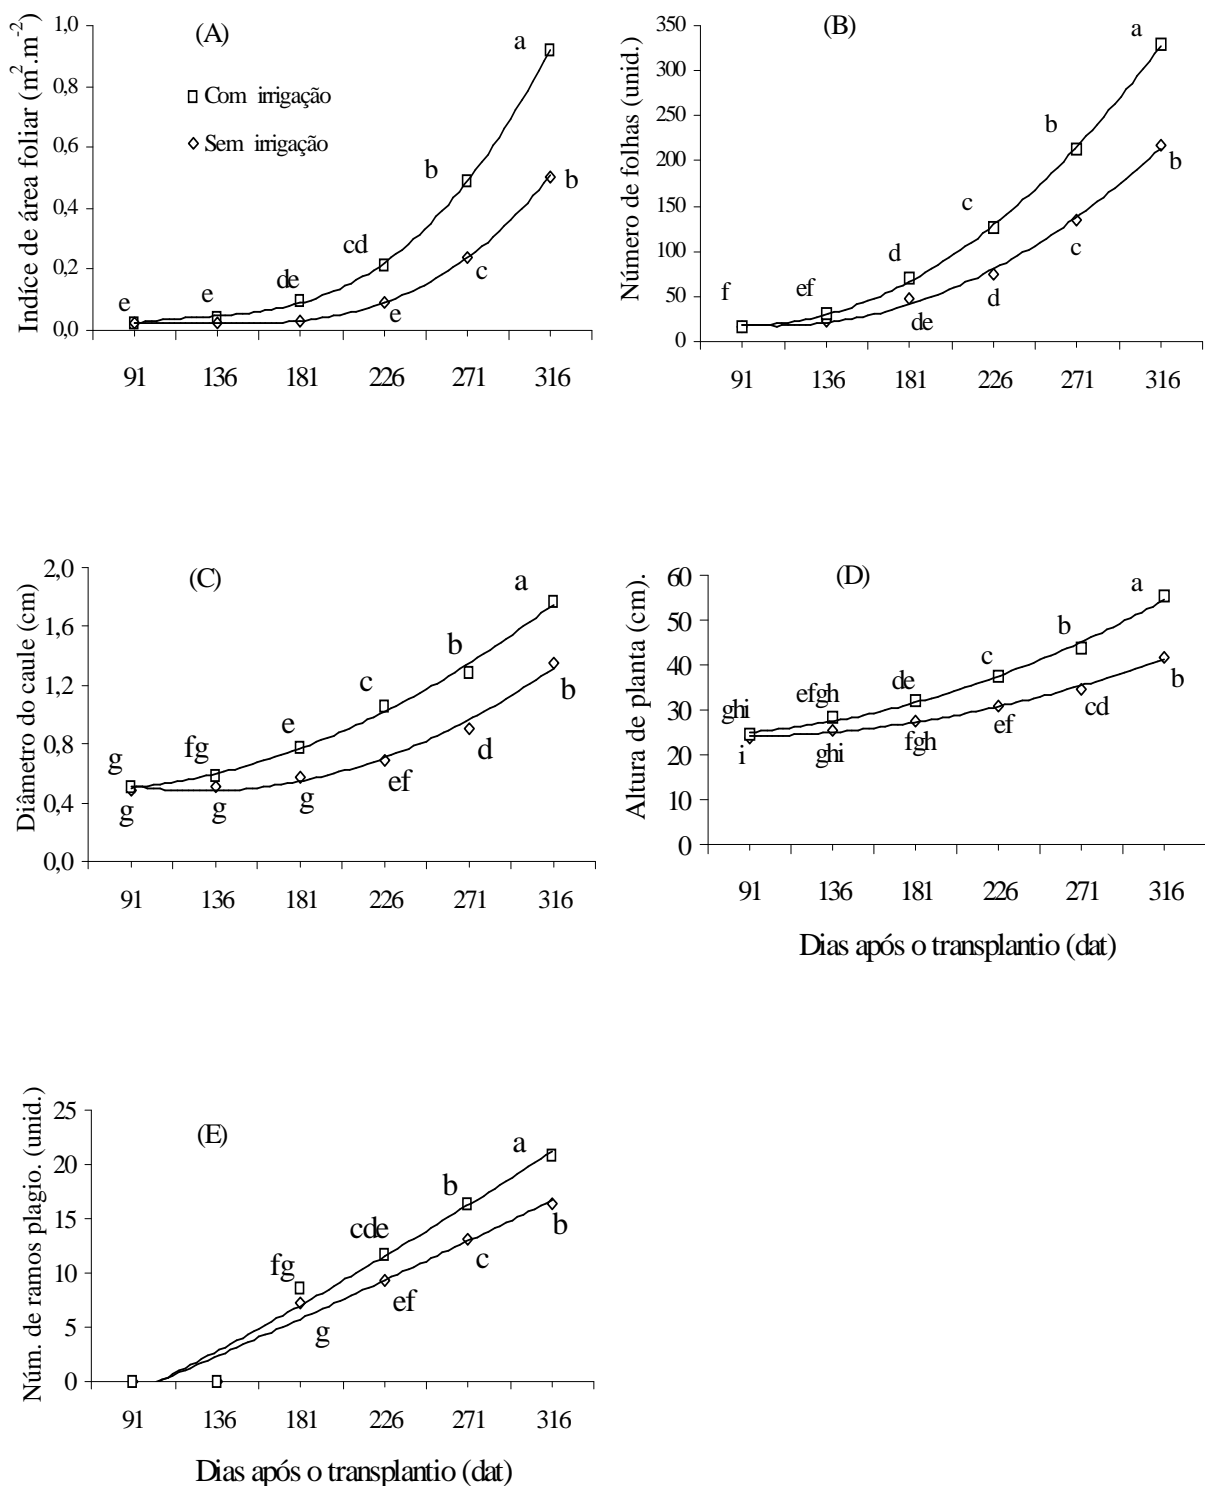 (A)
Indíce de área foliar (m².m⁻²)
1,0
0,8
0,6
0,4
0,2
0,0
Com irrigação
Sem irrigação
a
b
b
cd
c
de
e
e
e
91 136 181 226 271 316
(B)
Número de folhas (unid.)
350
300
250
200
150
100
50
0
a
b
b
c
c
d
d
ef
f
de
91 136 181 226 271 316
(C)
Diâmetro do caule (cm)
2,0
1,6
1,2
0,8
0,4
0,0
a
b
b
c
e
d
fg
g
ef
g
g
g
91 136 181 226 271 316
(D)
Altura de planta (cm).
60
50
40
30
20
10
0
a
b
c
b
de
efgh
cd
ghi
ef
fgh
ghi
i
91 136 181 226 271 316
Dias após o transplantio (dat)
(E)
Núm. de ramos plagio. (unid.)
25
20
15
10
5
0
a
b
b
cde
c
fg
ef
g
91 136 181 226 271 316
Dias após o transplantio (dat)